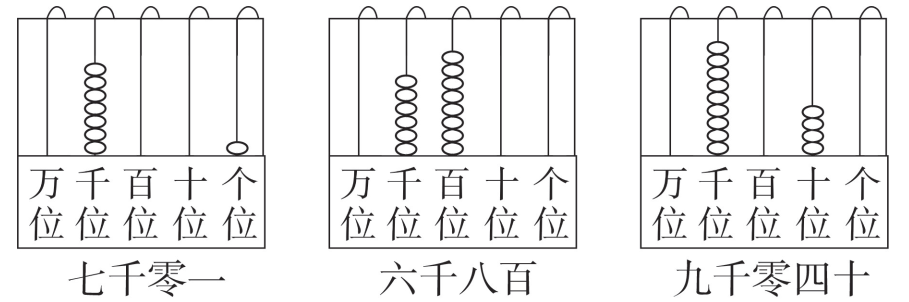 万 千 百 十 个
位 位 位 位 位
七千零一
万 千 百 十 个
位 位 位 位 位
六千八百
万 千 百 十 个
位 位 位 位 位
九千零四十